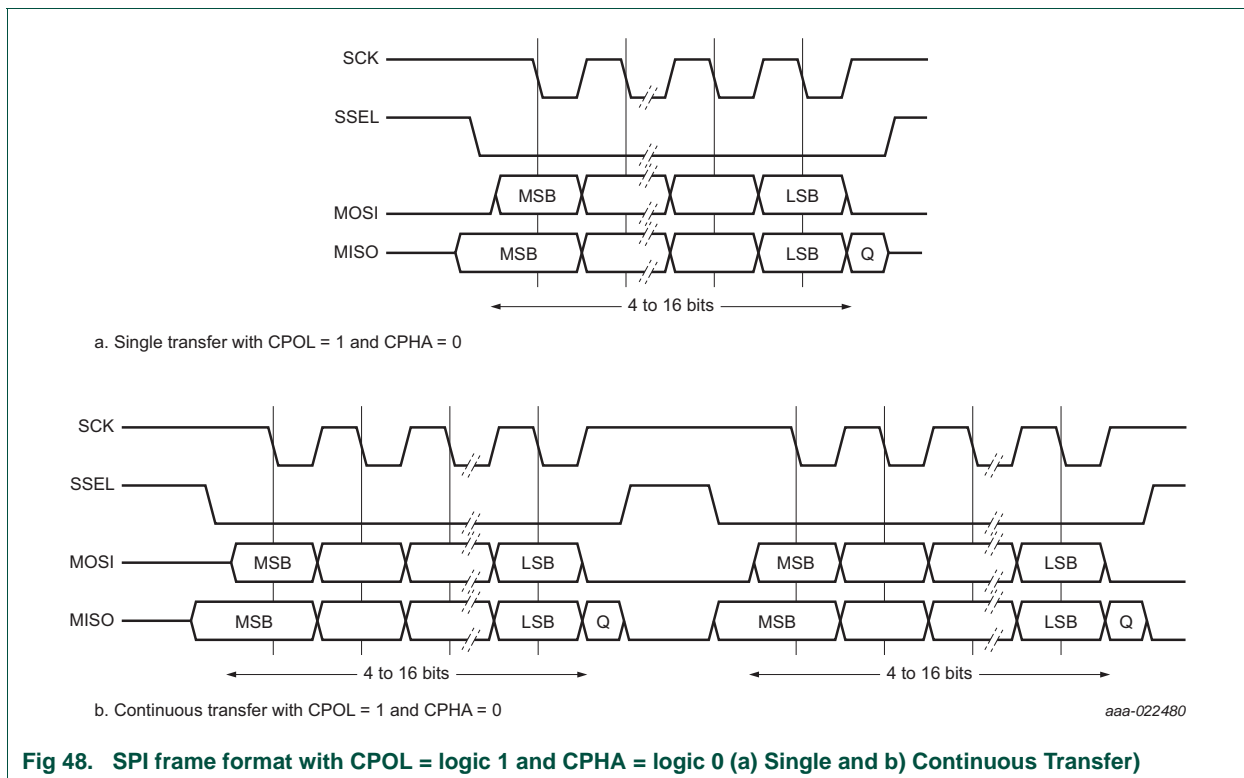 SCK
SSEL
MSB LSB
MOSI
MISO MSB LSB Q
4 to 16 bits
a. Single transfer with CPOL = 1 and CPHA = 0
SCK
SSEL
MOSI MSB LSB MSB LSB
MISO MSB LSB Q MSB LSB Q
4 to 16 bits 4 to 16 bits
b. Continuous transfer with CPOL = 1 and CPHA = 0 aaa-022480
Fig 48. SPI frame format with CPOL = logic 1 and CPHA = logic 0 (a) Single and b) Continuous Transfer)